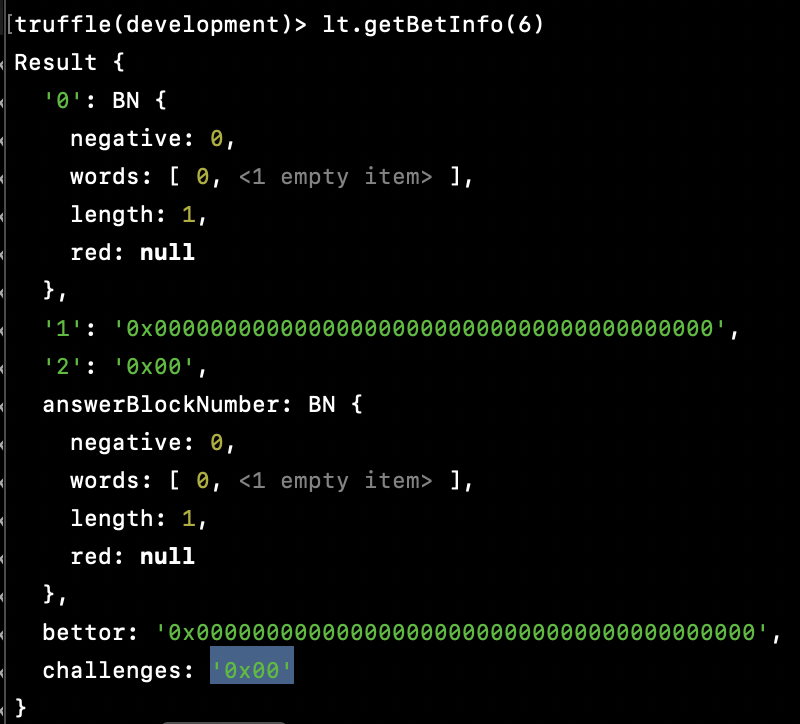 [truffle(development)> lt.getBetInfo(6)
Result {
  '0': BN {
    negative: 0,
    words: [ 0, <1 empty item> ],
    length: 1,
    red: null
  },
  '1': '0x0000000000000000000000000000000000000000',
  '2': '0x00',
  answerBlockNumber: BN {
    negative: 0,
    words: [ 0, <1 empty item> ],
    length: 1,
    red: null
  },
  bettor: '0x0000000000000000000000000000000000000000',
  challenges: '0x00'
}